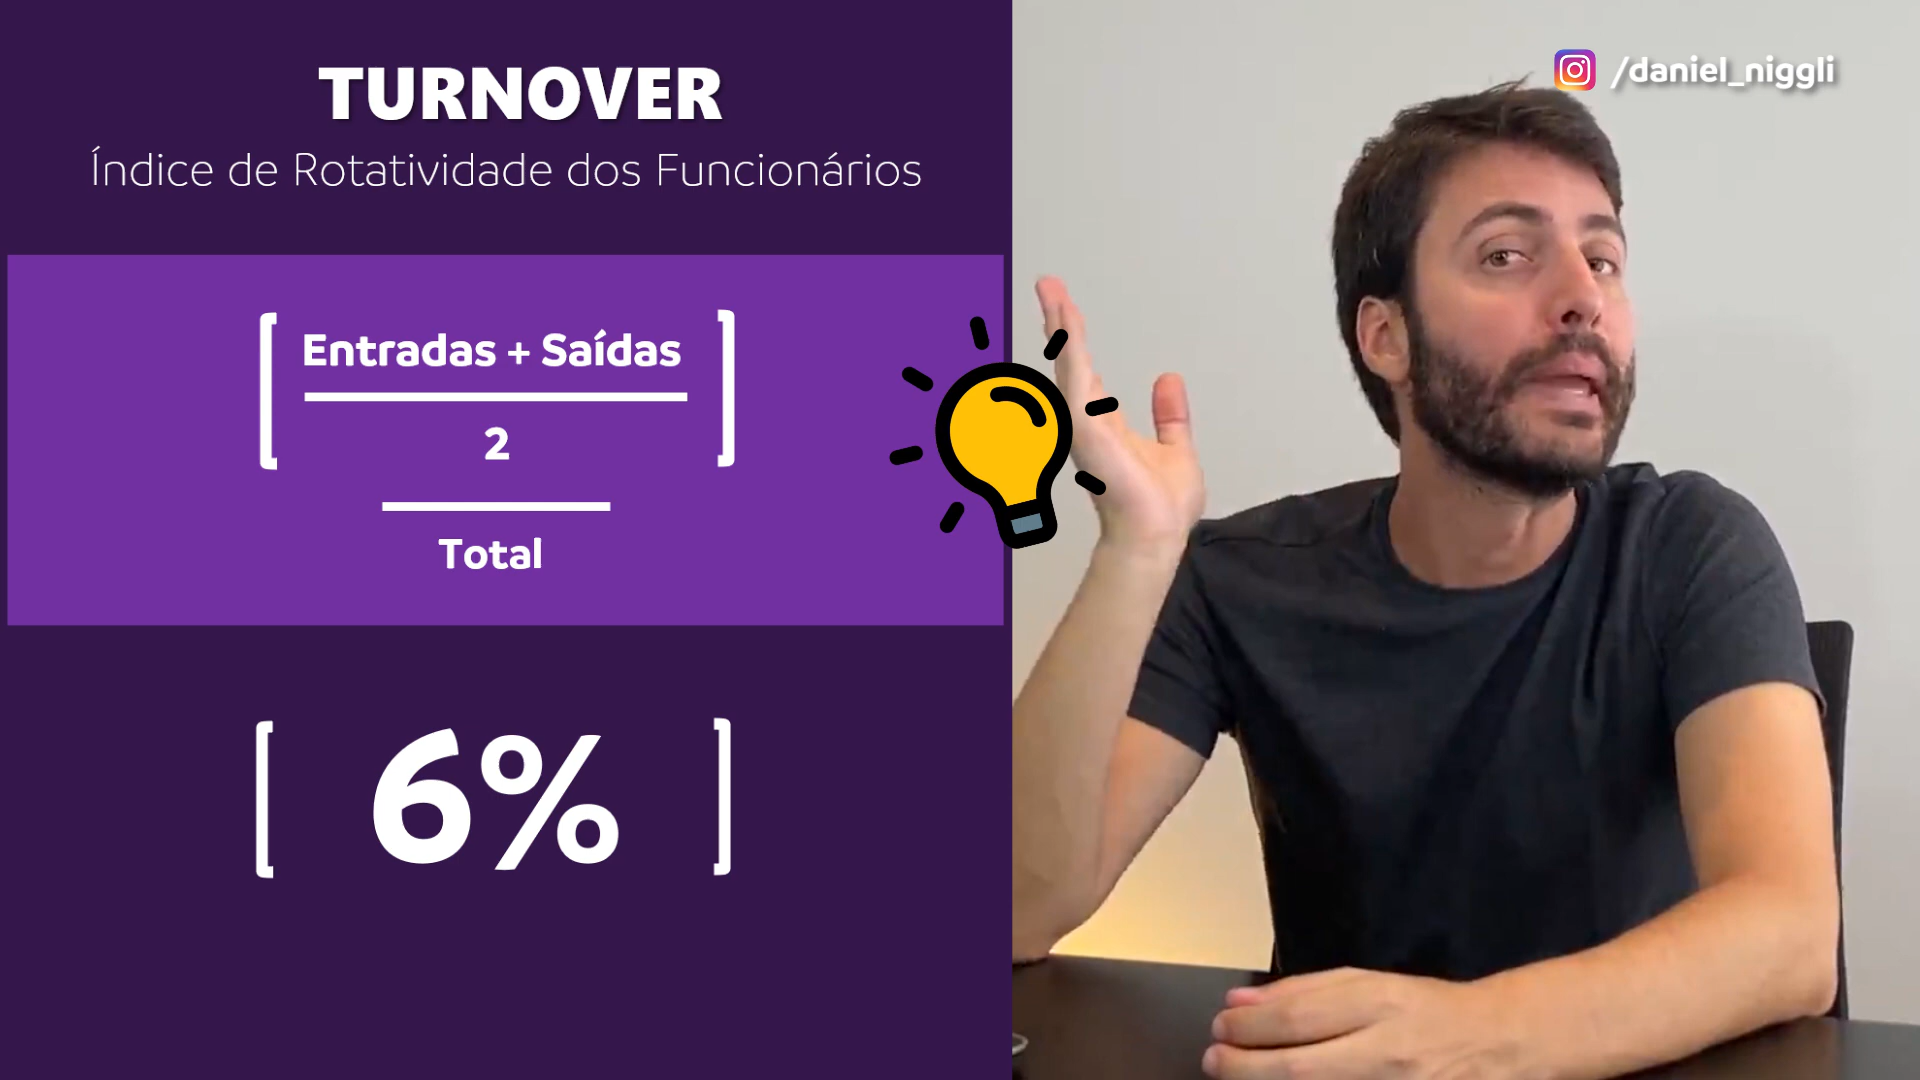 TURNOVER
Índice de Rotatividade dos Funcionários
Entradas + Saídas
2
Total
6%
/daniel_niggli